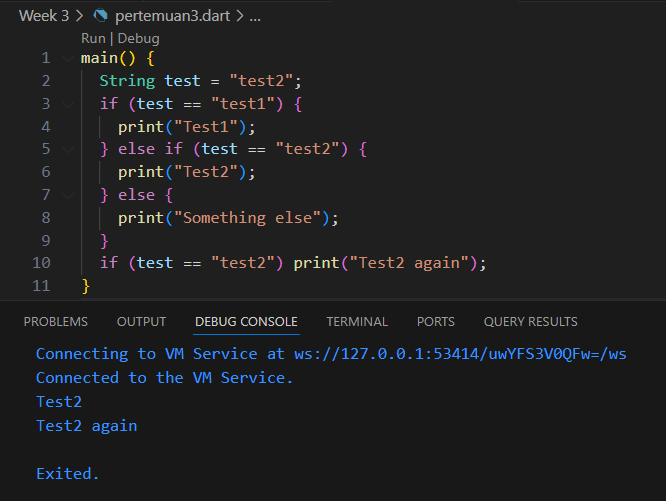 Week 3 > pertemuan3.dart > ...
Run | Debug
1 main() {
2   String test = "test2";
3   if (test == "test1") {
4     print("Test1");
5   } else if (test == "test2") {
6     print("Test2");
7   } else {
8     print("Something else");
9   }
10   if (test == "test2") print("Test2 again");
11 }
PROBLEMS OUTPUT DEBUG CONSOLE TERMINAL PORTS QUERY RESULTS
Connecting to VM Service at ws://127.0.0.1:53414/uwYFS3V0QFw=/ws
Connected to the VM Service.
Test2
Test2 again
Exited.